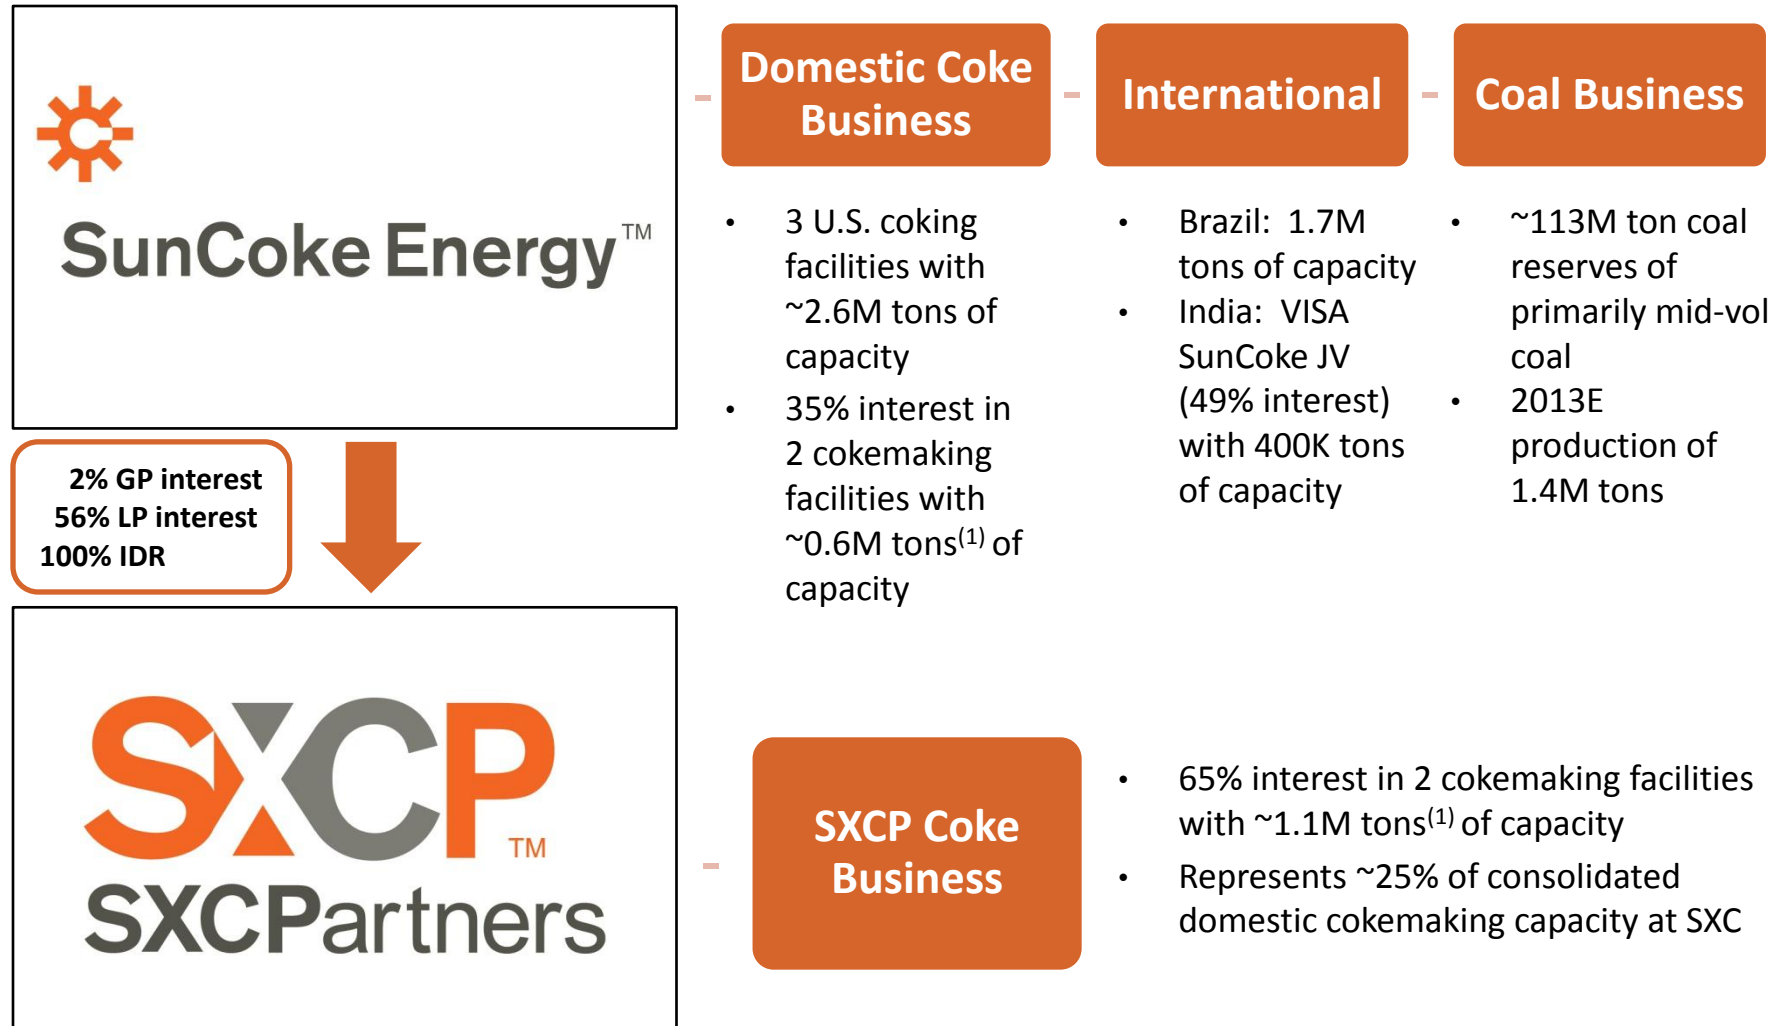 SunCoke Energy™
2% GP interest
56% LP interest
100% IDR
SXCP™
SXCPartners
Domestic Coke
Business
• 3 U.S. coking
facilities with
~2.6M tons of
capacity
• 35% interest in
2 cokemaking
facilities with
~0.6M tons(1) of
capacity
International
• Brazil: 1.7M
tons of capacity
• India: VISA
SunCoke JV
(49% interest)
with 400K tons
of capacity
Coal Business
• ~113M ton coal
reserves of
primarily mid-vol
coal
• 2013E
production of
1.4M tons
SXCP Coke
Business
• 65% interest in 2 cokemaking facilities
with ~1.1M tons(1) of capacity
• Represents ~25% of consolidated
domestic cokemaking capacity at SXC